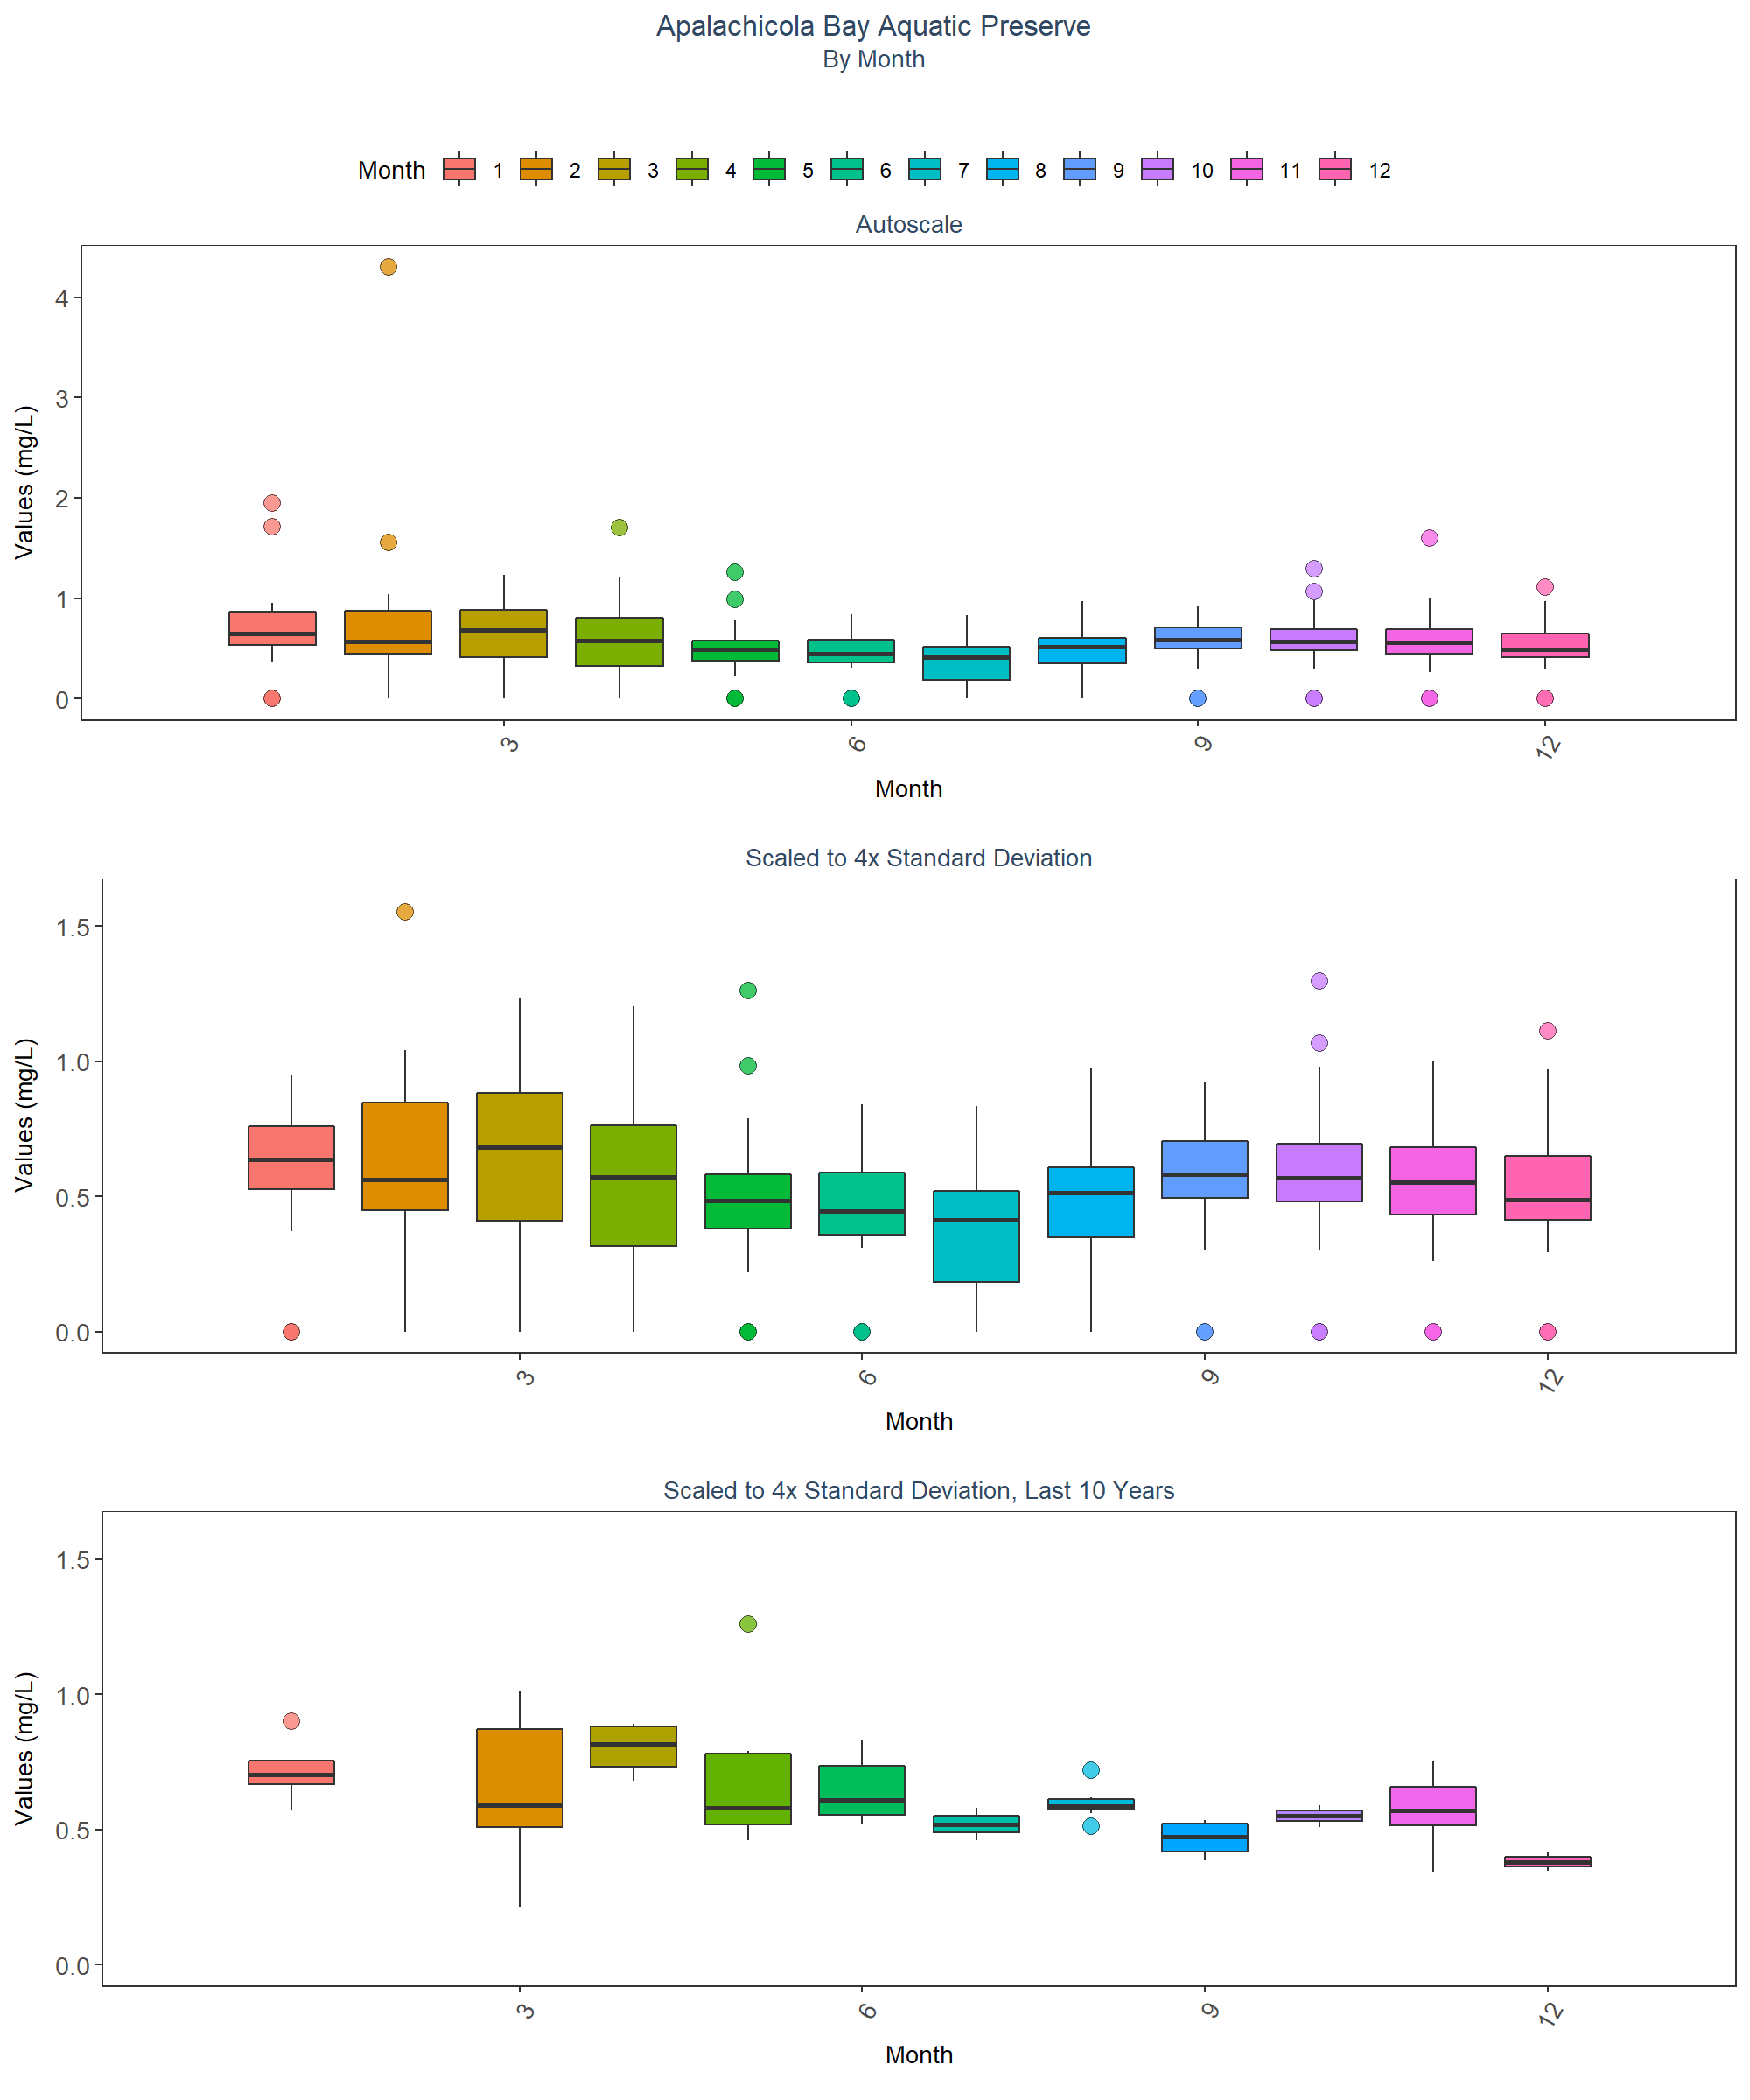 Apalachicola Bay Aquatic Preserve
By Month
Month 1 2 3 4 5 6 7 8 9 10 11 12
Autoscale
Values (mg/L)
4
3
2
1
0
3 6 9 12
Month
Scaled to 4x Standard Deviation
Values (mg/L)
1.5
1.0
0.5
0.0
3 6 9 12
Month
Scaled to 4x Standard Deviation, Last 10 Years
Values (mg/L)
1.5
1.0
0.5
0.0
3 6 9 12
Month